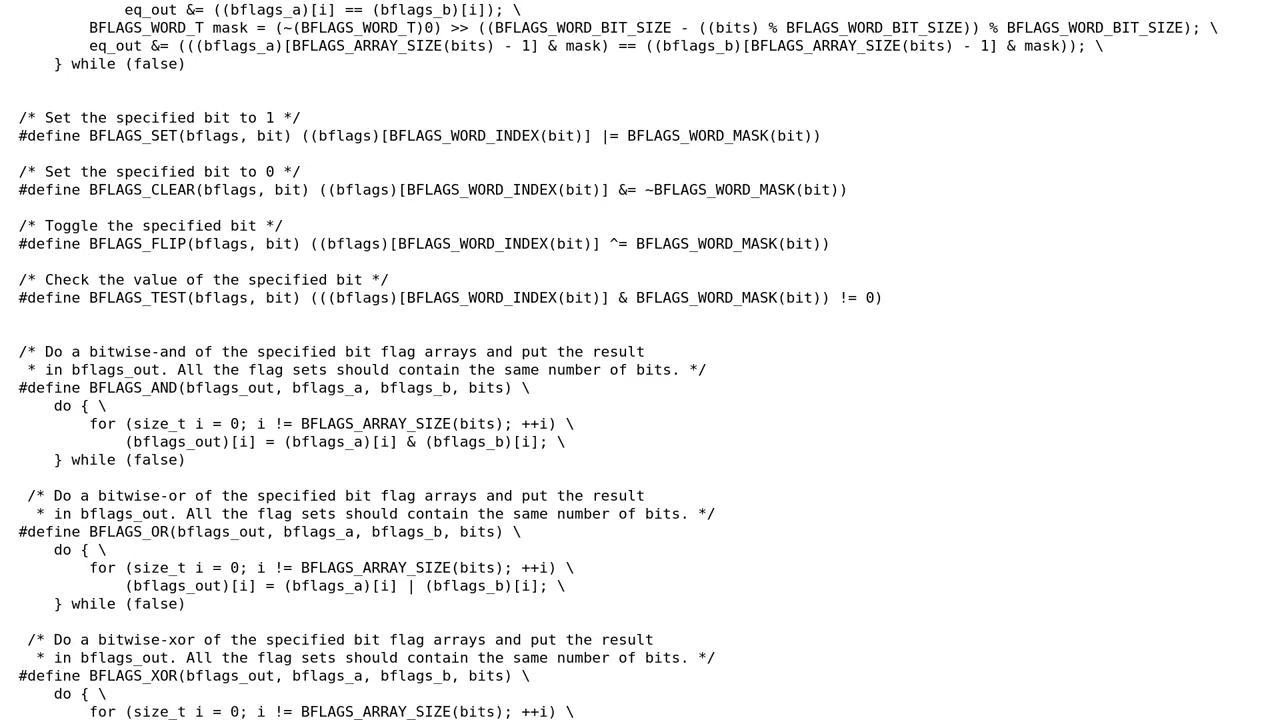 eq_out &= ((bflags_a)[i] == (bflags_b)[i]); \
        BFLAGS_WORD_T mask = (~(BFLAGS_WORD_T)0) >> ((BFLAGS_WORD_BIT_SIZE - ((bits) % BFLAGS_WORD_BIT_SIZE)) % BFLAGS_WORD_BIT_SIZE); \
        eq_out &= (((bflags_a)[BFLAGS_ARRAY_SIZE(bits) - 1] & mask) == ((bflags_b)[BFLAGS_ARRAY_SIZE(bits) - 1] & mask)); \
    } while (false)


/* Set the specified bit to 1 */
#define BFLAGS_SET(bflags, bit) ((bflags)[BFLAGS_WORD_INDEX(bit)] |= BFLAGS_WORD_MASK(bit))

/* Set the specified bit to 0 */
#define BFLAGS_CLEAR(bflags, bit) ((bflags)[BFLAGS_WORD_INDEX(bit)] &= ~BFLAGS_WORD_MASK(bit))

/* Toggle the specified bit */
#define BFLAGS_FLIP(bflags, bit) ((bflags)[BFLAGS_WORD_INDEX(bit)] ^= BFLAGS_WORD_MASK(bit))

/* Check the value of the specified bit */
#define BFLAGS_TEST(bflags, bit) (((bflags)[BFLAGS_WORD_INDEX(bit)] & BFLAGS_WORD_MASK(bit)) != 0)


/* Do a bitwise-and of the specified bit flag arrays and put the result
 * in bflags_out. All the flag sets should contain the same number of bits. */
#define BFLAGS_AND(bflags_out, bflags_a, bflags_b, bits) \
    do { \
        for (size_t i = 0; i != BFLAGS_ARRAY_SIZE(bits); ++i) \
            (bflags_out)[i] = (bflags_a)[i] & (bflags_b)[i]; \
    } while (false)

 /* Do a bitwise-or of the specified bit flag arrays and put the result
  * in bflags_out. All the flag sets should contain the same number of bits. */
#define BFLAGS_OR(bflags_out, bflags_a, bflags_b, bits) \
    do { \
        for (size_t i = 0; i != BFLAGS_ARRAY_SIZE(bits); ++i) \
            (bflags_out)[i] = (bflags_a)[i] | (bflags_b)[i]; \
    } while (false)

 /* Do a bitwise-xor of the specified bit flag arrays and put the result
  * in bflags_out. All the flag sets should contain the same number of bits. */
#define BFLAGS_XOR(bflags_out, bflags_a, bflags_b, bits) \
    do { \
        for (size_t i = 0; i != BFLAGS_ARRAY_SIZE(bits); ++i) \